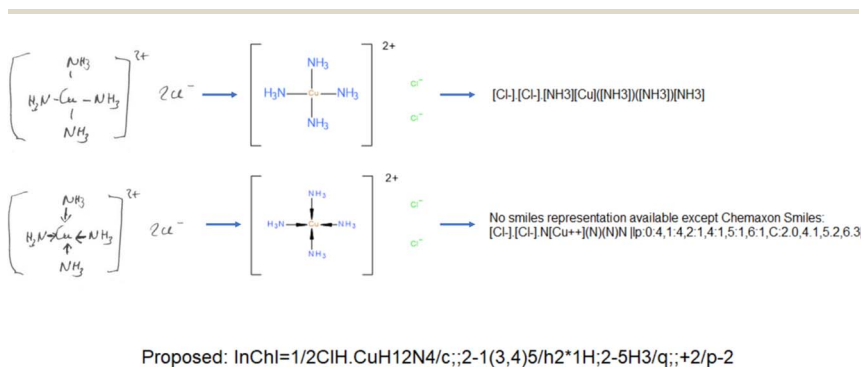 NH3
2+
H3N-Cu-NH3
2Cl-
NH3
2+
NH3
H3N Cu NH3
NH3
Cl-
Cl-
[Cl-].[Cl-].[NH3][Cu]([NH3])([NH3])[NH3]
NH3
2+
H3N→Cu←NH3
2Cl-
NH3
2+
NH3
H3N Cu NH3
NH3
Cl-
Cl-
No smiles representation available except Chemaxon Smiles:
[Cl-].[Cl-].N[Cu++](N)(N)N |lp:0:4,1:4,2:1,4:1,5:1,6:1,C:2.0,4.1,5.2,6.3
Proposed: InChI=1/2ClH.CuH12N4/c;;2-1(3,4)5/h2*1H;2-5H3/q;;+2/p-2